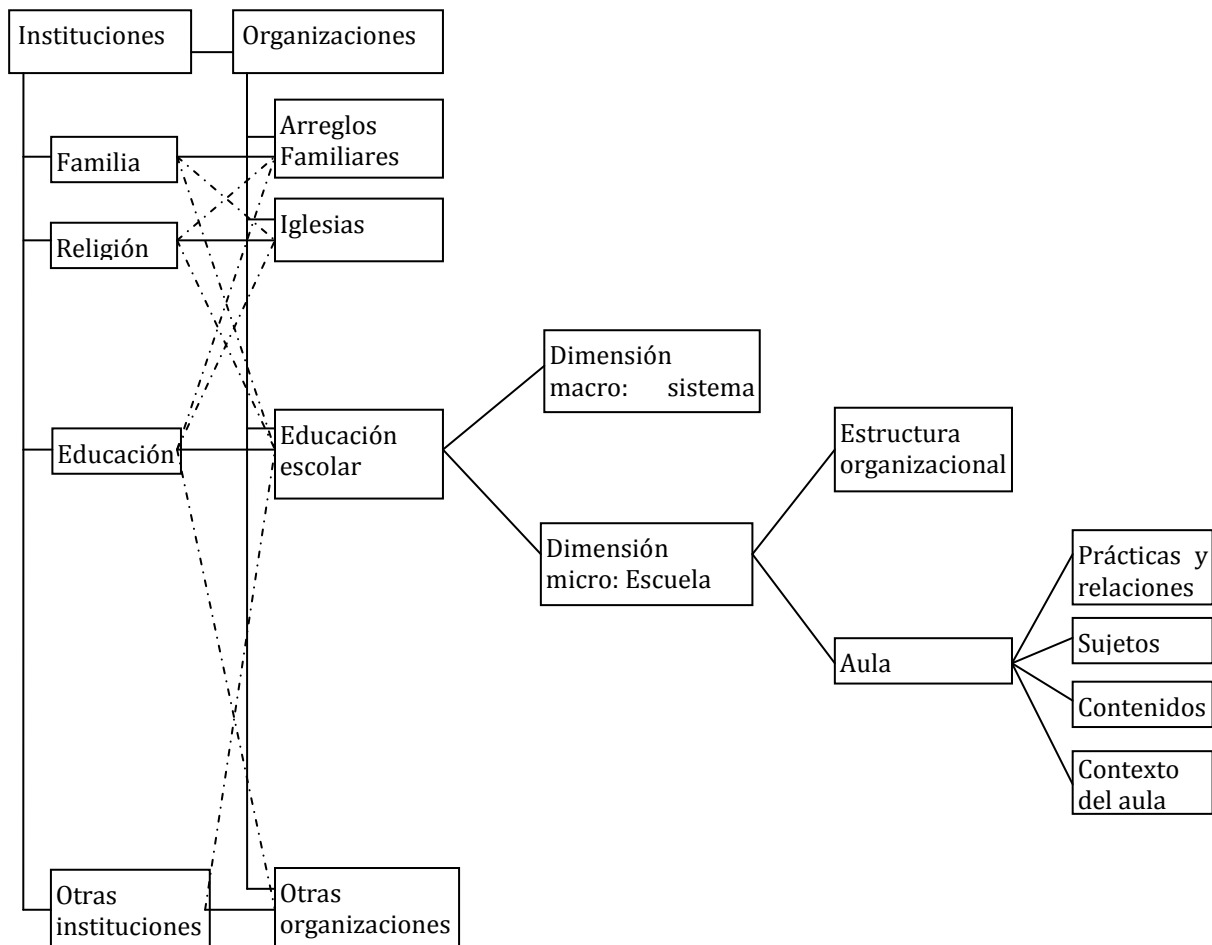 Instituciones
Organizaciones
Arreglos
Familiares
Familia
Iglesias
Religión
Dimensión
macro: sistema
Educación
escolar
Educación
Estructura
organizacional
Dimensión
micro: Escuela
Prácticas y
relaciones
Sujetos
Aula
Contenidos
Contexto
del aula
Otras
instituciones
Otras
organizaciones